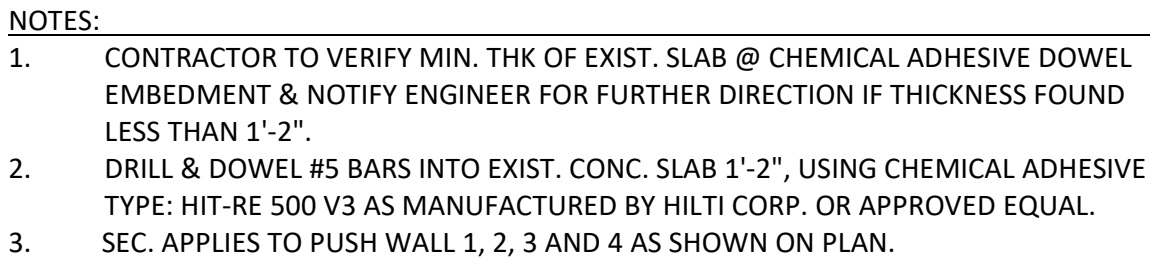 NOTES:
1. CONTRACTOR TO VERIFY MIN. THK OF EXIST. SLAB @ CHEMICAL ADHESIVE DOWEL
EMBEDMENT & NOTIFY ENGINEER FOR FURTHER DIRECTION IF THICKNESS FOUND
LESS THAN 1'-2".
2. DRILL & DOWEL #5 BARS INTO EXIST. CONC. SLAB 1'-2", USING CHEMICAL ADHESIVE
TYPE: HIT-RE 500 V3 AS MANUFACTURED BY HILTI CORP. OR APPROVED EQUAL.
3. SEC. APPLIES TO PUSH WALL 1, 2, 3 AND 4 AS SHOWN ON PLAN.